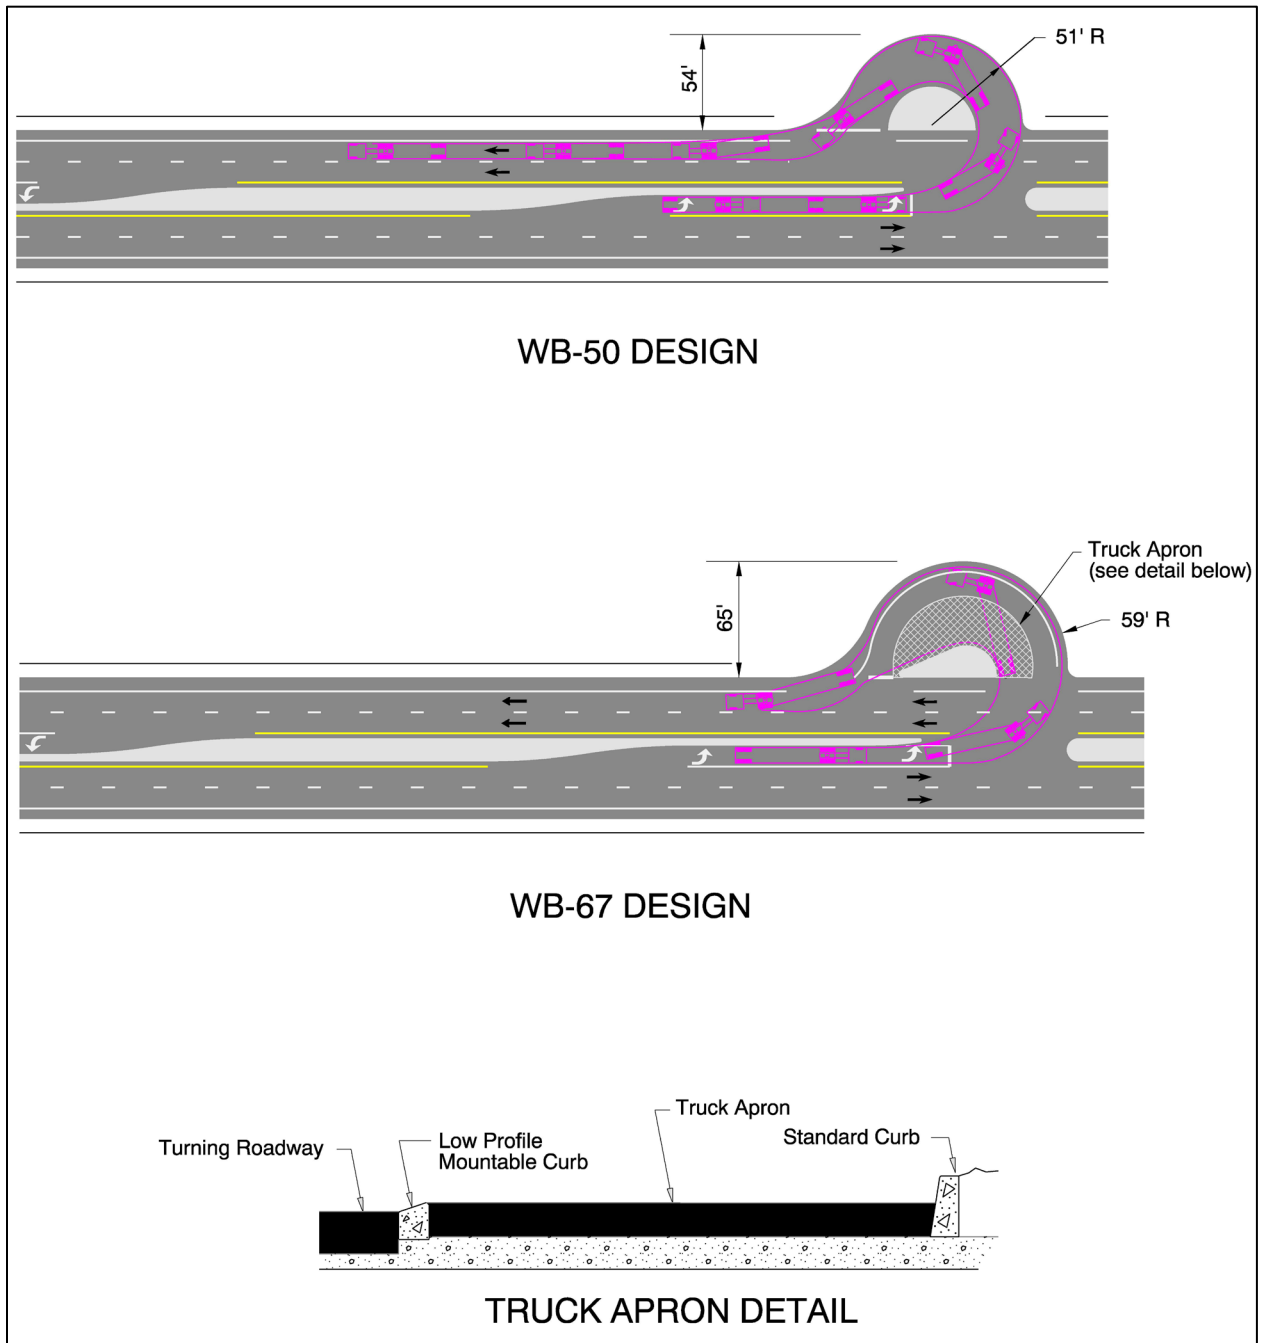 51' R
54'
WB-50 DESIGN
Truck Apron
(see detail below)
59' R
65'
WB-67 DESIGN
Truck Apron
Standard Curb
Low Profile
Mountable Curb
Turning Roadway
TRUCK APRON DETAIL